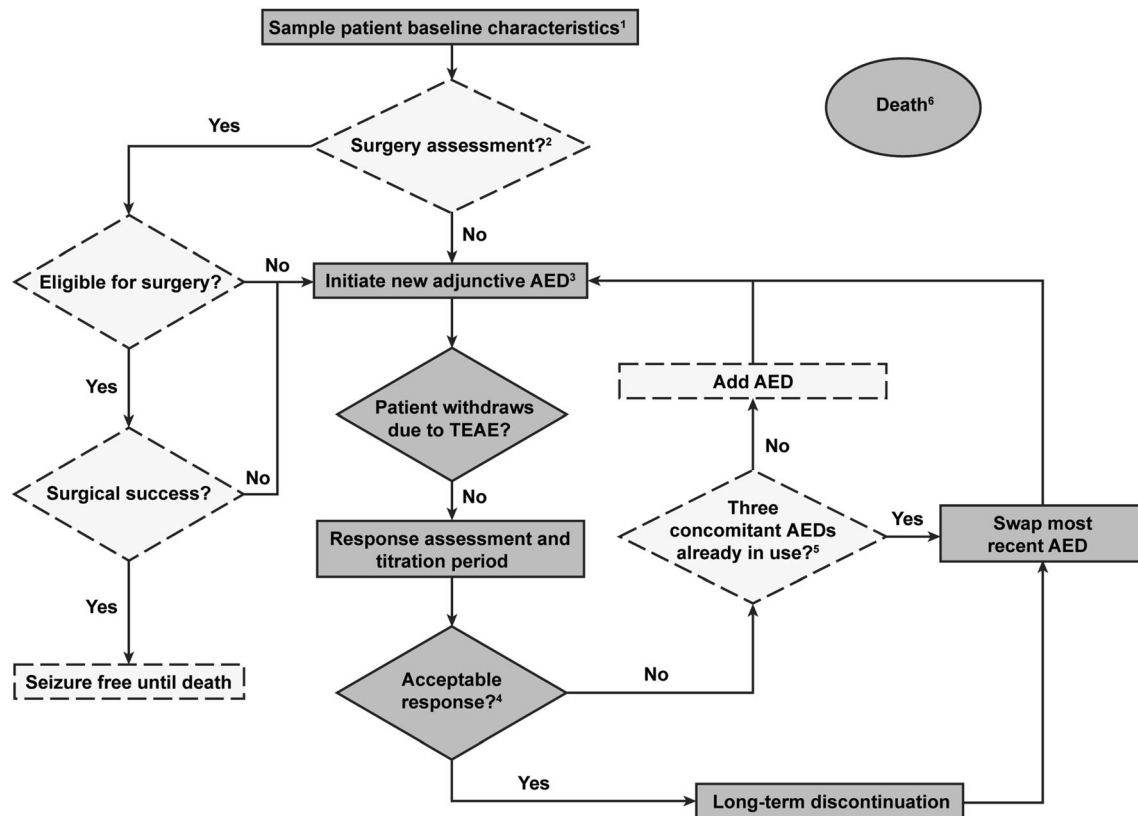 Sample patient baseline characteristics¹
Death⁶
Yes
Surgery assessment?²
No
Eligible for surgery?
No
Initiate new adjunctive AED³
Yes
Add AED
Patient withdraws
due to TEAE?
No
Surgical success?
No
No
Three
concomitant AEDs
already in use?⁵
Yes
Swap most
recent AED
Response assessment and
titration period
Yes
Seizure free until death
Acceptable
response?⁴
No
Yes
Long-term discontinuation